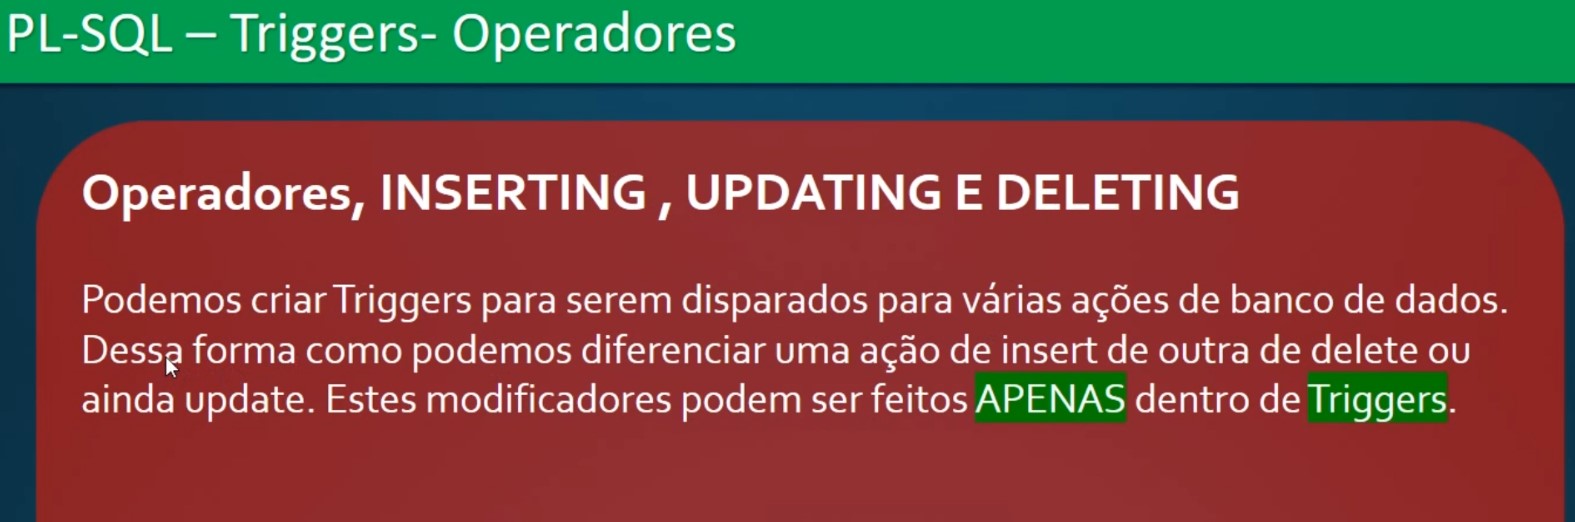 PL-SQL – Triggers- Operadores
Operadores, INSERTING , UPDATING E DELETING
Podemos criar Triggers para serem disparados para várias ações de banco de dados.
Dessa forma como podemos diferenciar uma ação de insert de outra de delete ou
ainda update. Estes modificadores podem ser feitos APENAS dentro de Triggers.